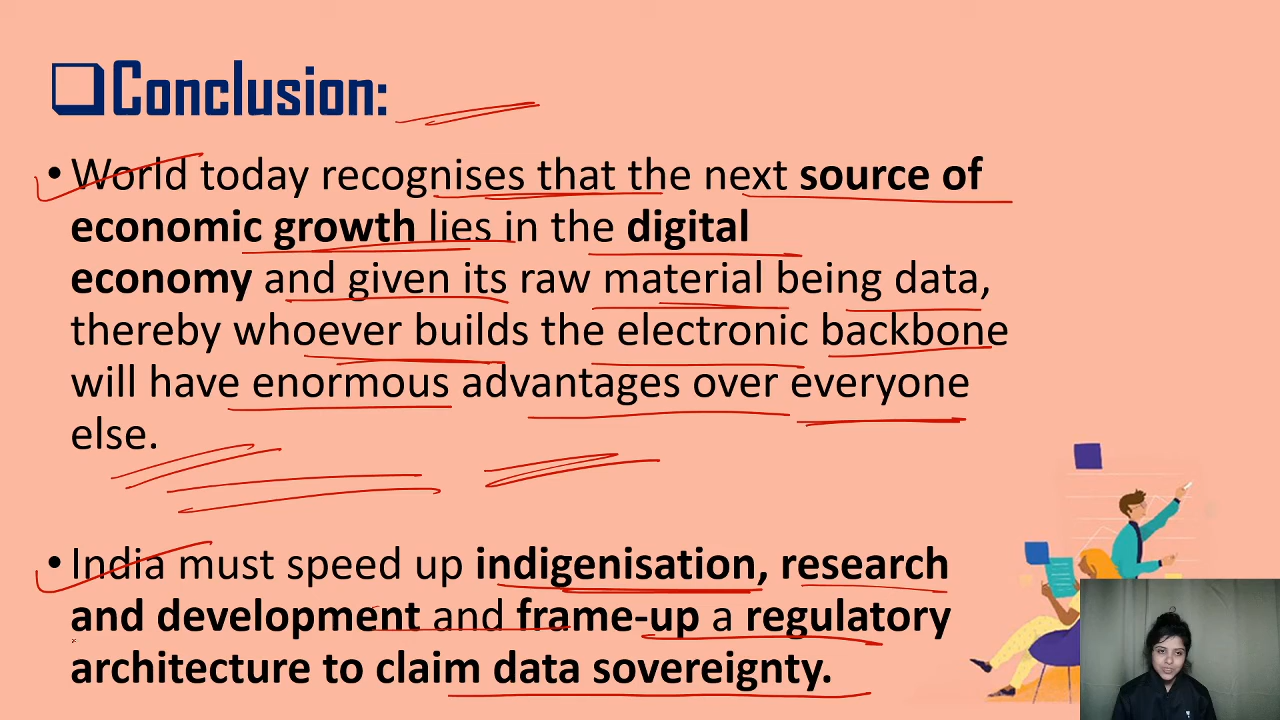 Conclusion:
• World today recognises that the next source of
economic growth lies in the digital
economy and given its raw material being data,
thereby whoever builds the electronic backbone
will have enormous advantages over everyone
else.
• India must speed up indigenisation, research
and development and frame-up a regulatory
architecture to claim data sovereignty.